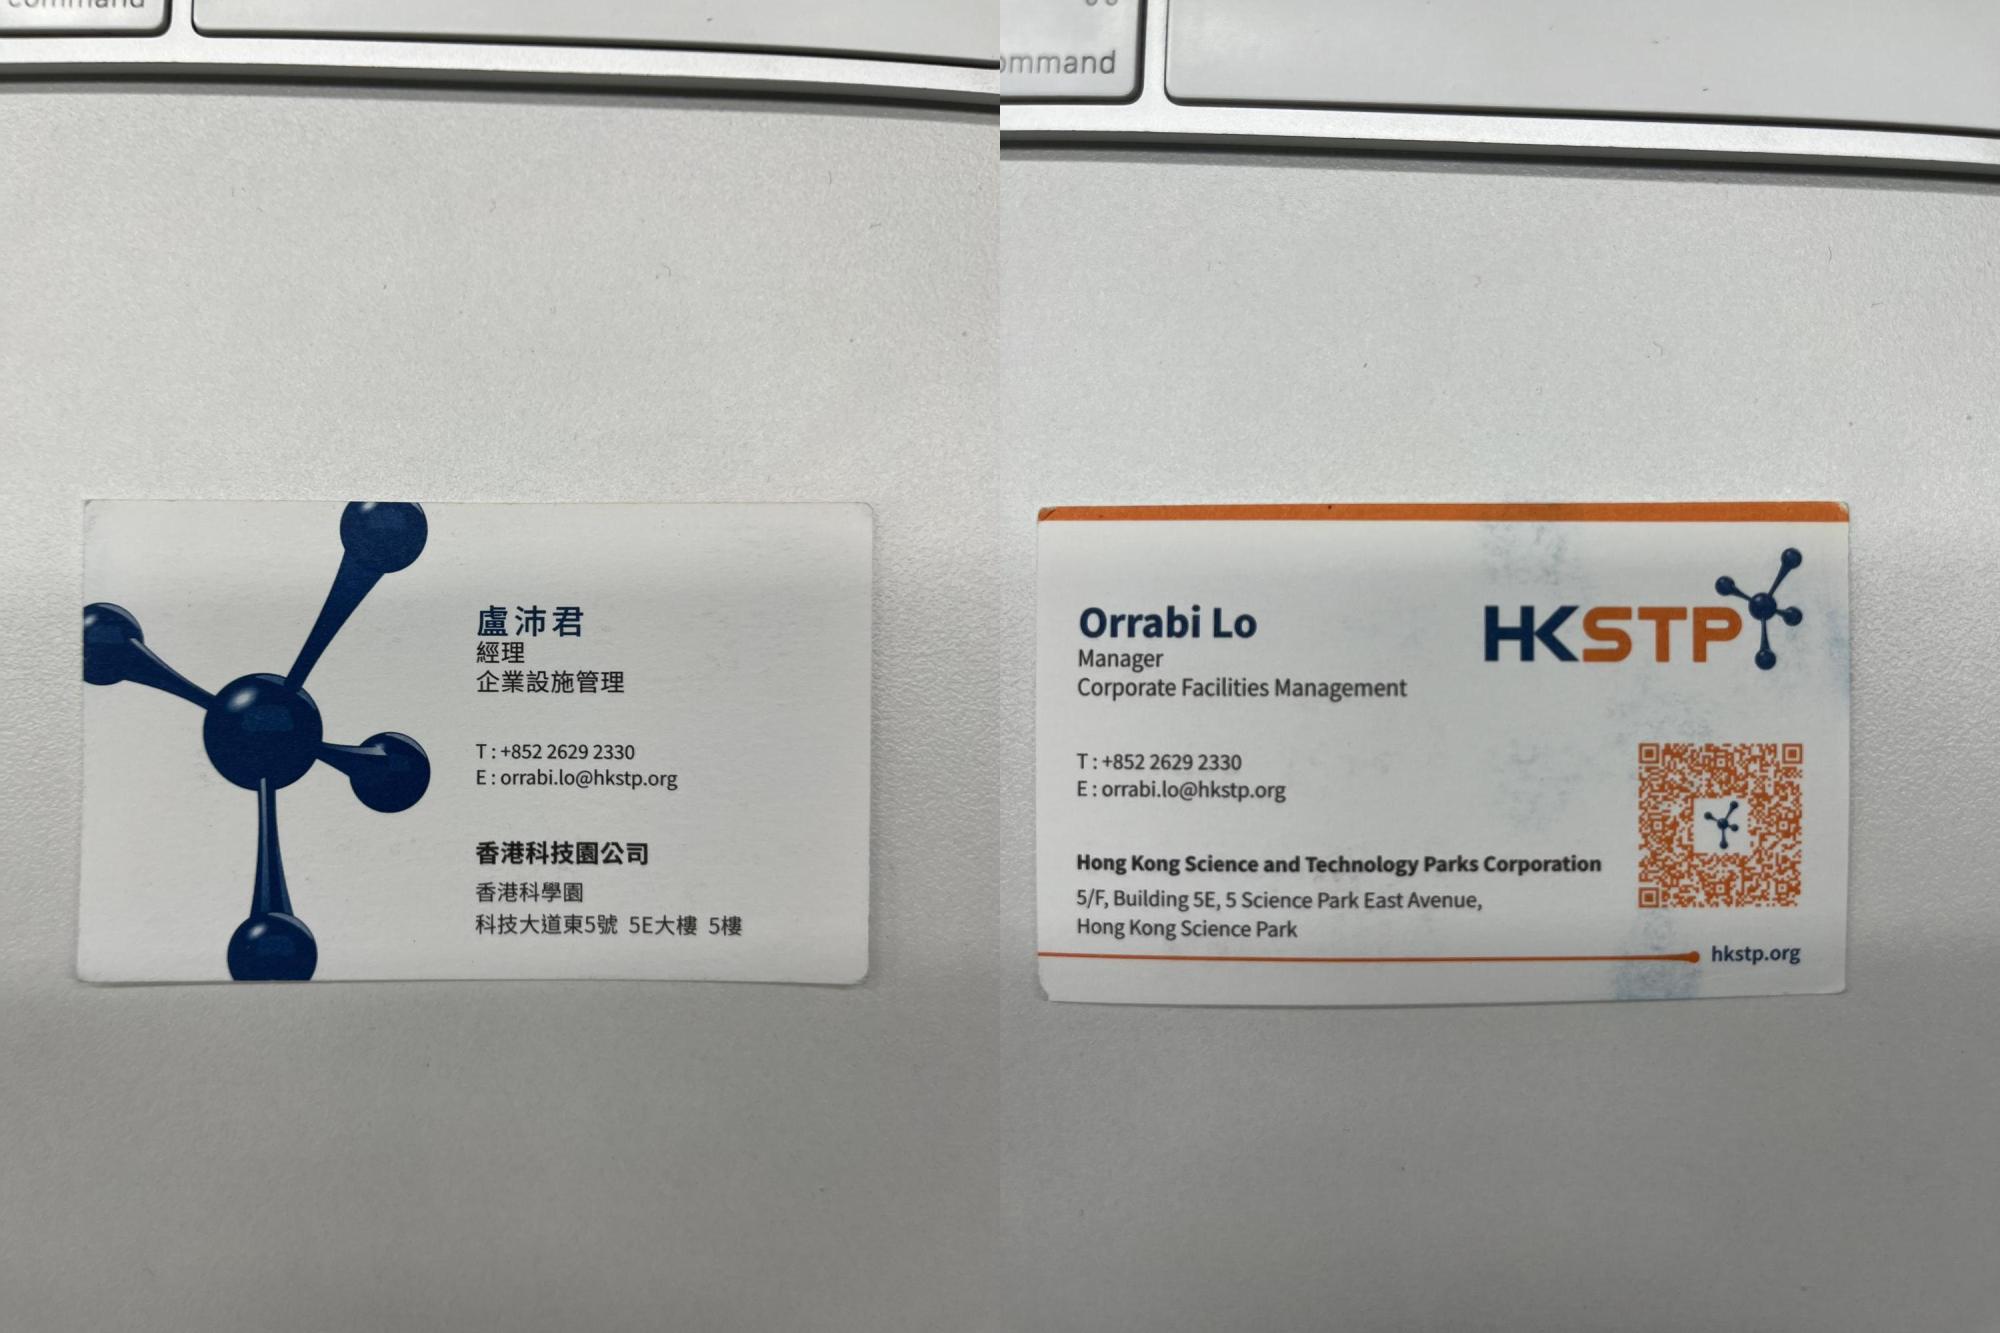 command
盧沛君
經理
企業設施管理
T : +852 2629 2330
E : orrabi.lo@hkstp.org
香港科技園公司
香港科學園
科技大道東5號 5E大樓 5樓
ommand
Orrabi Lo
Manager
Corporate Facilities Management
HKSTP
T : +852 2629 2330
E : orrabi.lo@hkstp.org
Hong Kong Science and Technology Parks Corporation
5/F, Building 5E, 5 Science Park East Avenue,
Hong Kong Science Park
hkstp.org